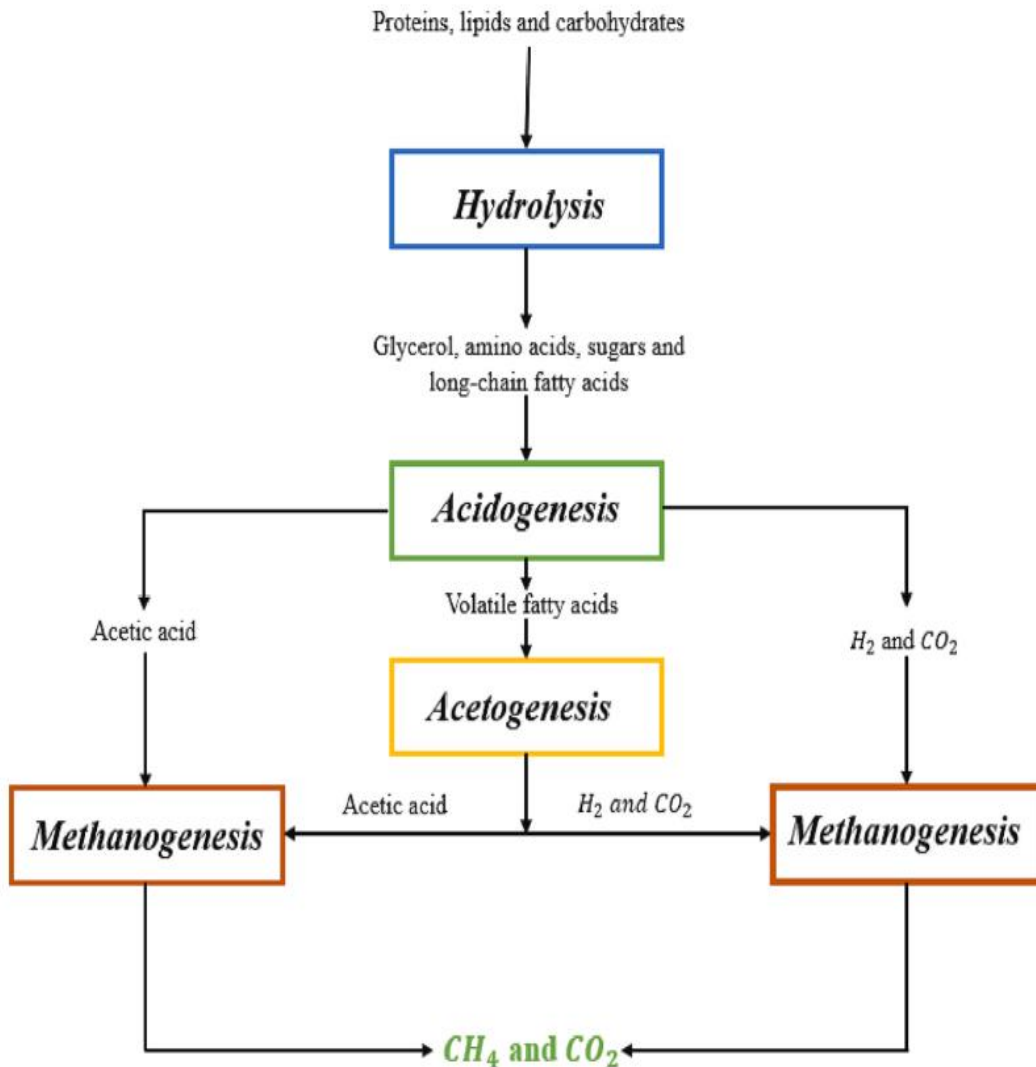 Proteins, lipids and carbohydrates
Hydrolysis
Glycerol, amino acids, sugars and
long-chain fatty acids
Acidogenesis
Volatile fatty acids
Acetic acid
H₂ and CO₂
Acetogenesis
Acetic acid
H₂ and CO₂
Methanogenesis
Methanogenesis
CH₄ and CO₂